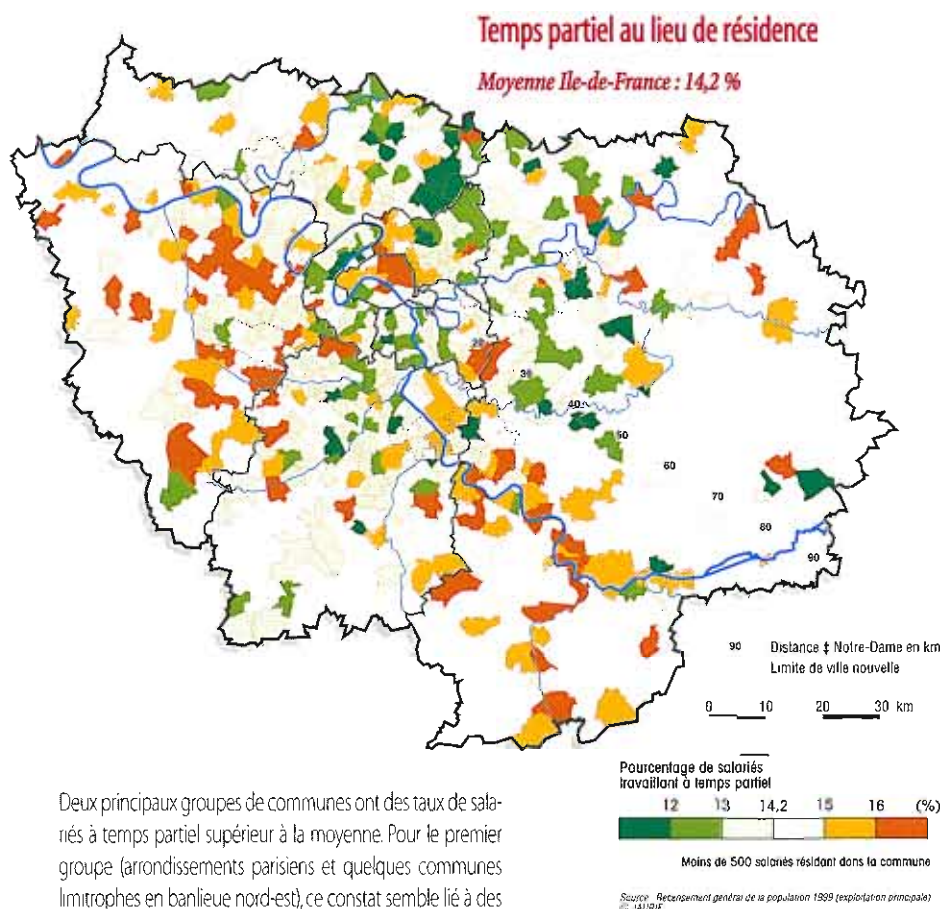 Temps partiel au lieu de résidence
Moyenne Ile-de-France : 14,2 %
20
30
40
50
60
70
80
90
90 Distance ‡ Notre-Dame en km
Limite de ville nouvelle
0 10 20 30 km
Pourcentage de salariés
travaillant à temps partiel
12 13 14,2 15 16 (%)
Moins de 500 salariés résidant dans la commune
Source : Recensement général de la population 1999 (exploitation principale)
© IAURIF
Deux principaux groupes de communes ont des taux de sala-
riés à temps partiel supérieur à la moyenne. Pour le premier
groupe (arrondissements parisiens et quelques communes
limitrophes en banlieue nord-est), ce constat semble lié à des